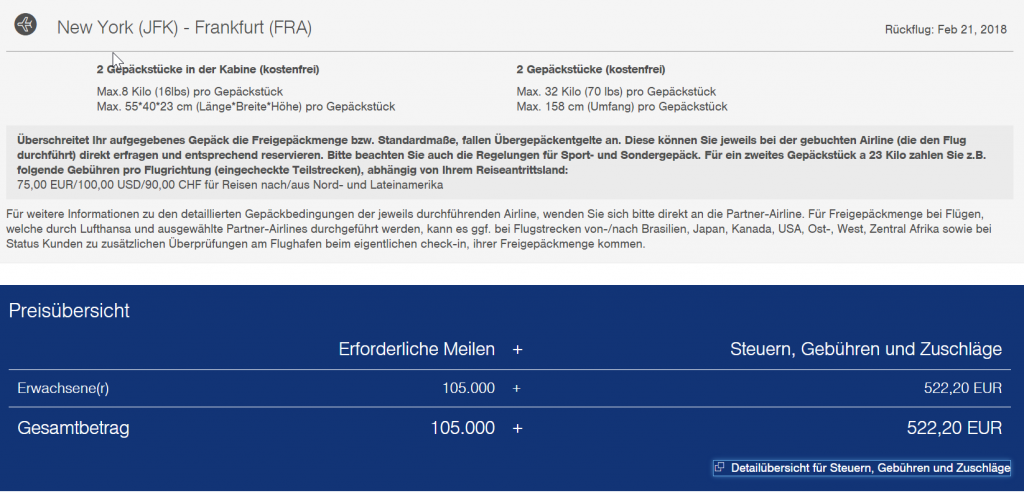 New York (JFK) - Frankfurt (FRA)
Rückflug: Feb 21, 2018
2 Gepäckstücke in der Kabine (kostenfrei)
Max.8 Kilo (16lbs) pro Gepäckstück
Max. 55*40*23 cm (Länge*Breite*Höhe) pro Gepäckstück
2 Gepäckstücke (kostenfrei)
Max. 32 Kilo (70 lbs) pro Gepäckstück
Max. 158 cm (Umfang) pro Gepäckstück
Überschreitet Ihr aufgegebenes Gepäck die Freigepäckmenge bzw. Standardmaße, fallen Übergepäckentgelte an. Diese können Sie jeweils bei der gebuchten Airline (die den Flug
durchführt) direkt erfragen und entsprechend reservieren. Bitte beachten Sie auch die Regelungen für Sport- und Sondergepäck. Für ein zweites Gepäckstück a 23 Kilo zahlen Sie z.B.
folgende Gebühren pro Flugrichtung (eingecheckte Teilstrecken), abhängig von Ihrem Reiseantrittsland:
75,00 EUR/100,00 USD/90,00 CHF für Reisen nach/aus Nord- und Lateinamerika
Für weitere Informationen zu den detaillierten Gepäckbedingungen der jeweils durchführenden Airline, wenden Sie sich bitte direkt an die Partner-Airline. Für Freigepäckmenge bei Flügen,
welche durch Lufthansa und ausgewählte Partner-Airlines durchgeführt werden, kann es ggf. bei Flugstrecken von-/nach Brasilien, Japan, Kanada, USA, Ost-, West, Zentral Afrika sowie bei
Status Kunden zu zusätzlichen Überprüfungen am Flughafen beim eigentlichen check-in, ihrer Freigepäckmenge kommen.
Preisübersicht
Erforderliche Meilen + Steuern, Gebühren und Zuschläge
Erwachsene(r) 105.000 + 522,20 EUR
Gesamtbetrag 105.000 + 522,20 EUR
Detailübersicht für Steuern, Gebühren und Zuschläge